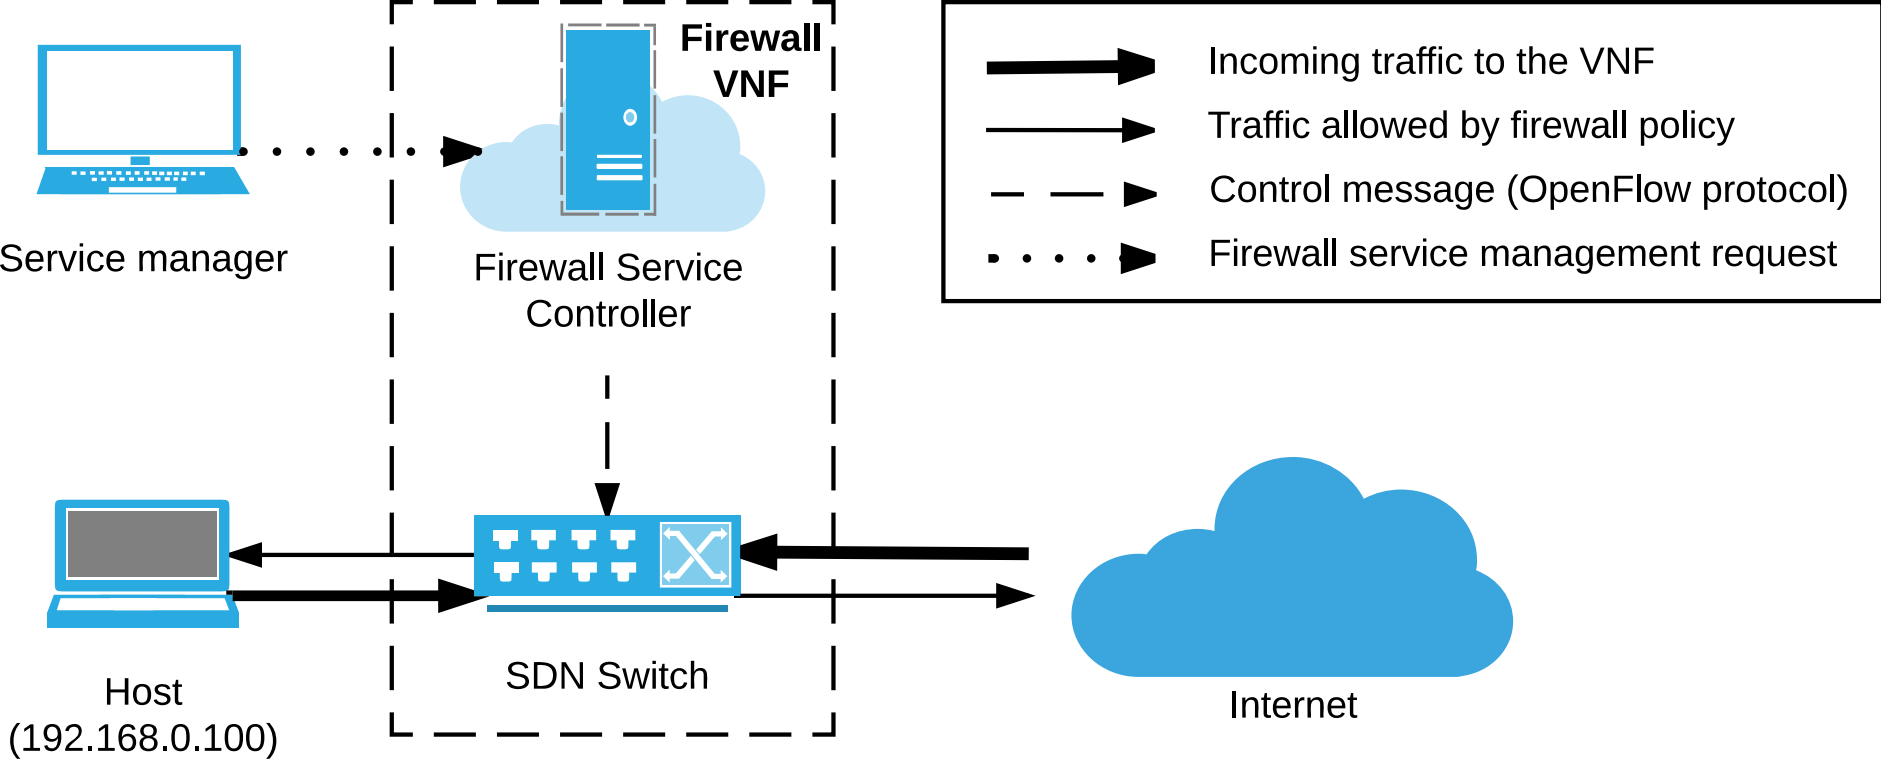 Firewall
VNF
Service manager
Firewall Service
Controller
Incoming traffic to the VNF
Traffic allowed by firewall policy
Control message (OpenFlow protocol)
Firewall service management request
SDN Switch
Host
(192.168.0.100)
Internet